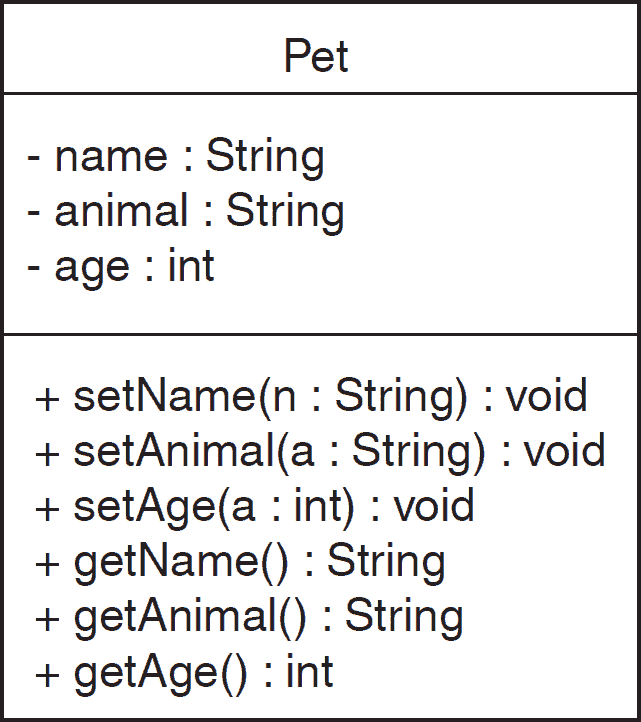 Pet
- name : String
- animal : String
- age : int
+ setName(n : String) : void
+ setAnimal(a : String) : void
+ setAge(a : int) : void
+ getName() : String
+ getAnimal() : String
+ getAge() : int